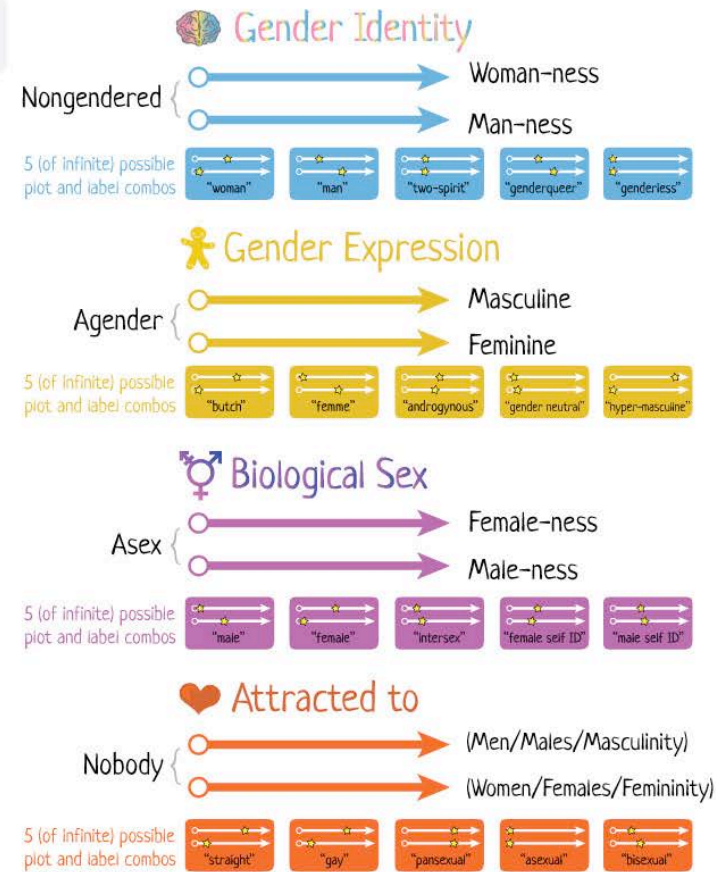 Gender Identity
Woman-ness
Nongendered
Man-ness
5 (of infinite) possible
plot and label combos
"woman"
"man"
"two-spirit"
"genderqueer"
"genderless"
Gender Expression
Masculine
Agender
Feminine
5 (of infinite) possible
plot and label combos
"butch"
"femme"
"androgynous"
"gender neutral"
"hyper-masculine"
Biological Sex
Female-ness
Asex
Male-ness
5 (of infinite) possible
plot and label combos
"male"
"female"
"intersex"
"female self ID"
"male self ID"
Attracted to
(Men/Males/Masculinity)
Nobody
(Women/Females/Femininity)
5 (of infinite) possible
plot and label combos
"straight"
"gay"
"pansexual"
"asexual"
"bisexual"